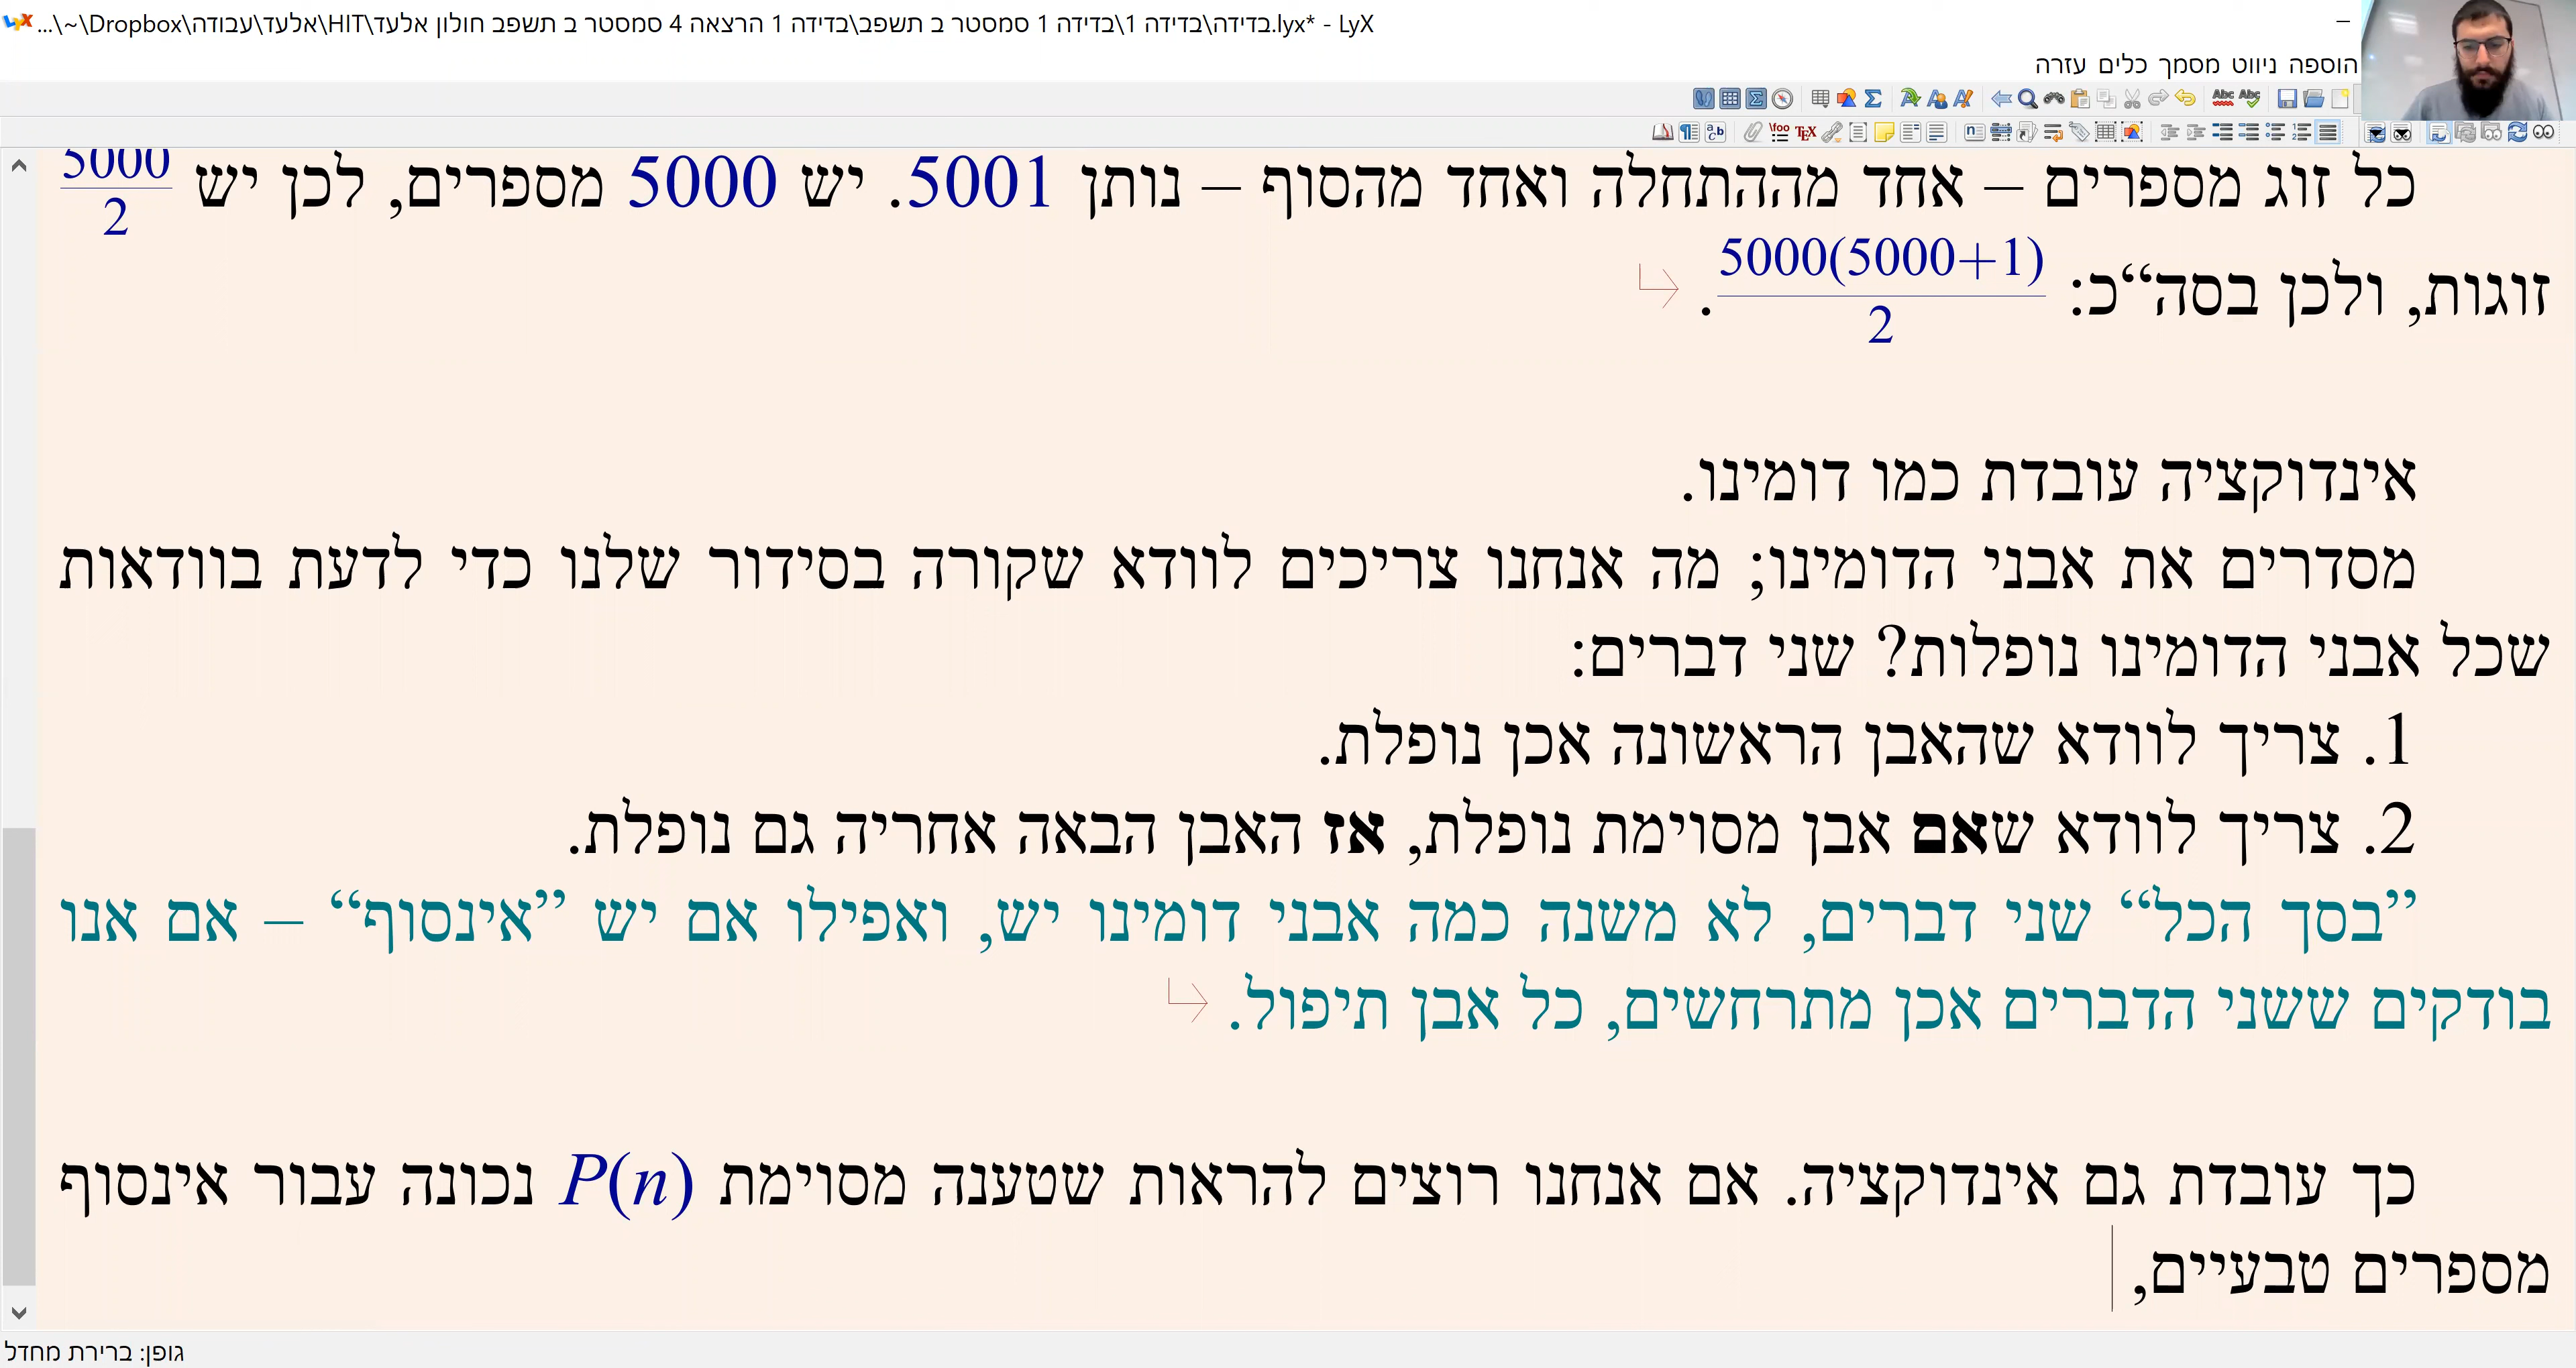 ...\~\Dropbox\אלעד\עבודה\HIT\בדידה\בדידה 1\בדידה 1 סמסטר ב תשפב\בדידה 1 הרצאה 4 סמסטר ב תשפב חולון אלעד.lyx* - LyX
הוספה ניווט מסמך כלים עזרה
כל זוג מספרים – אחד מההתחלה ואחד מהסוף – נותן 5001. יש 5000 מספרים, לכן יש 5000/2
זוגות, ולכן בסה“כ: 5000(5000+1)/2.
אינדוקציה עובדת כמו דומינו.
מסדרים את אבני הדומינו; מה אנחנו צריכים לוודא שקורה בסידור שלנו כדי לדעת בוודאות
שכל אבני הדומינו נופלות? שני דברים:
1. צריך לוודא שהאבן הראשונה אכן נופלת.
2. צריך לוודא שאם אבן מסוימת נופלת, אז האבן הבאה אחריה גם נופלת.
”בסך הכל“ שני דברים, לא משנה כמה אבני דומינו יש, ואפילו אם יש ”אינסוף“ – אם אנו
בודקים ששני הדברים אכן מתרחשים, כל אבן תיפול.
כך עובדת גם אינדוקציה. אם אנחנו רוצים להראות שטענה מסוימת P(n) נכונה עבור אינסוף
מספרים טבעיים,
גופן: ברירת מחדל